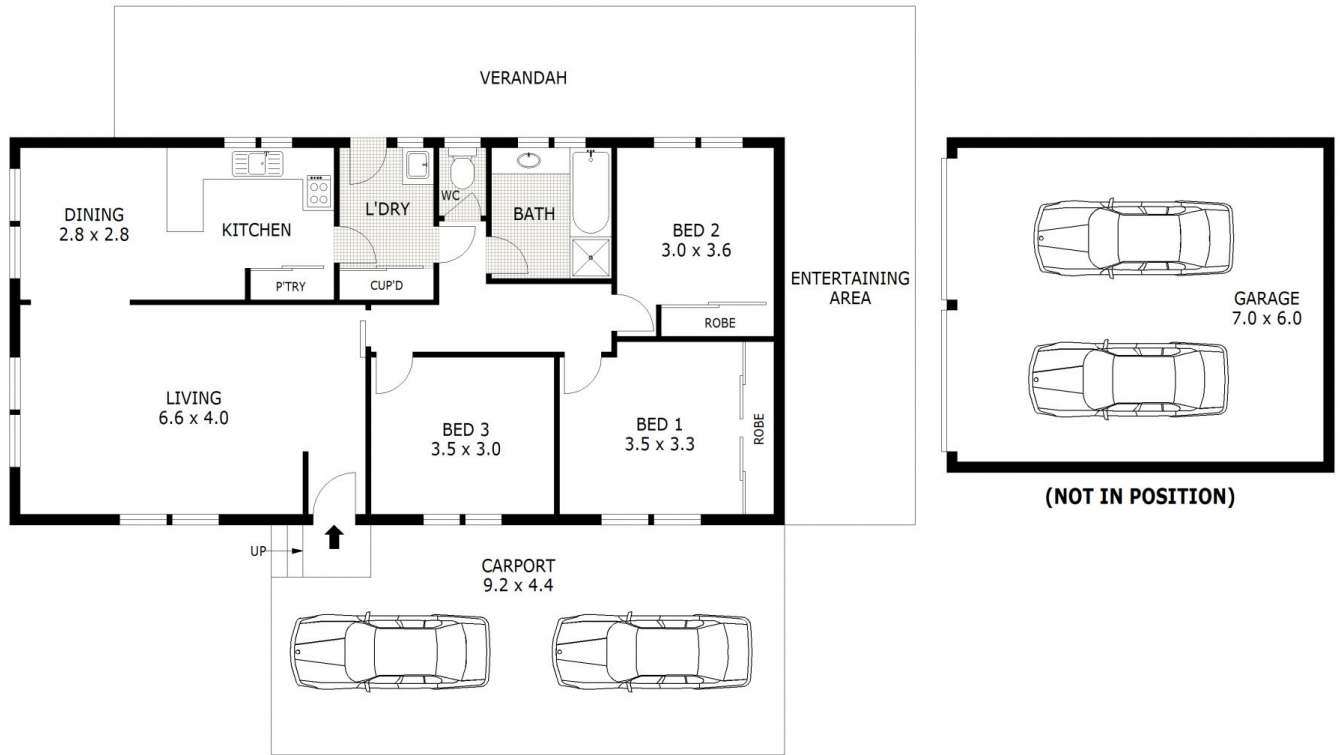 VERANDAH
DINING
2.8 x 2.8
KITCHEN
P'TRY
L'DRY
CUP'D
WC
BATH
BED 2
3.0 x 3.6
ROBE
ENTERTAINING
AREA
LIVING
6.6 x 4.0
BED 3
3.5 x 3.0
BED 1
3.5 x 3.3
ROBE
UP
CARPORT
9.2 x 4.4
GARAGE
7.0 x 6.0
(NOT IN POSITION)